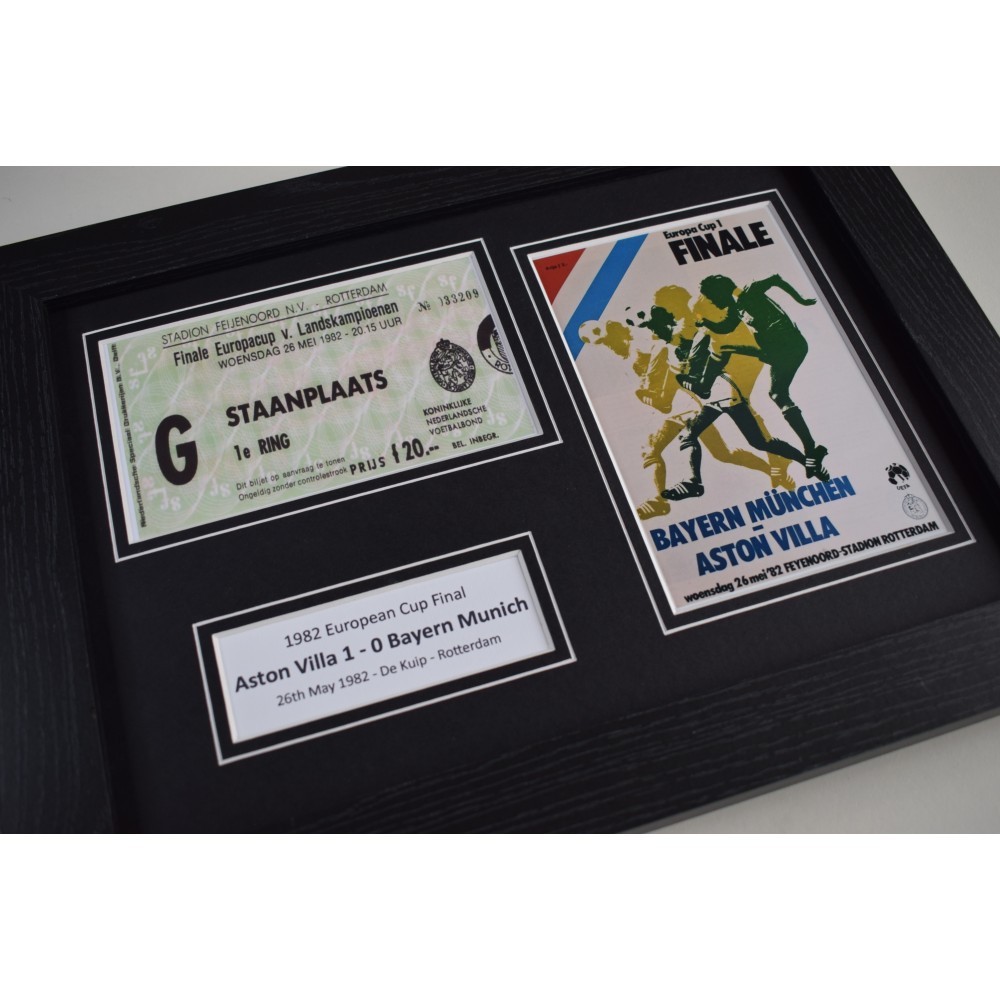 STADION FEIJENOORD N.V. - ROTTERDAM
Finale Europacup v. Landskampioenen
№ 033209
WOENSDAG 26 MEI 1982 - 20.15 UUR
G
STAANPLAATS
1e RING
KONINKLIJKE
NEDERLANDSCHE
VOETBALBOND
Dit biljet op aanvraag te tonen
Ongeldig zonder controlestrook
PRIJS f 20.--
BEL. INBEGR.
Europa Cup 1
FINALE
BAYERN MÜNCHEN
-
ASTON VILLA
woensdag 26 mei '82 FEYENOORD-STADION ROTTERDAM
1982 European Cup Final
Aston Villa 1 - 0 Bayern Munich
26th May 1982 - De Kuip - Rotterdam